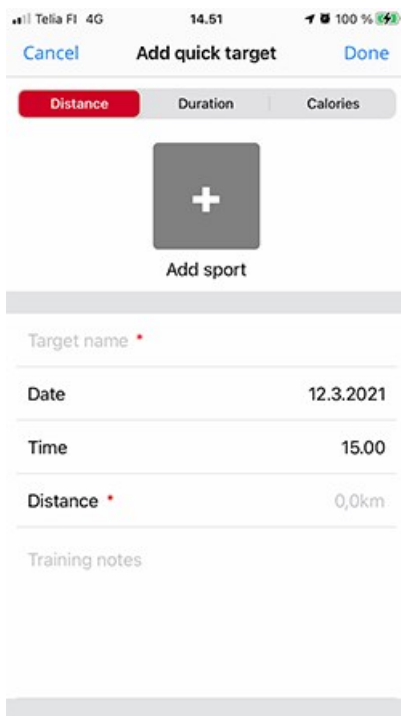 Telia FI 4G 14.51 100 %
Cancel Add quick target Done
Distance Duration Calories
Add sport
Target name *
Date 12.3.2021
Time 15.00
Distance * 0,0km
Training notes